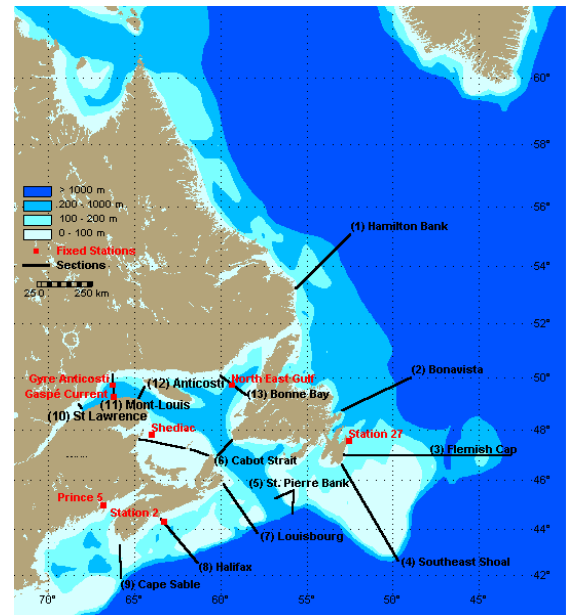 60°
58°
56°
> 1000 m
200 - 1000 m
100 - 200 m
0 - 100 m
Fixed Stations
Sections
25 0 250 km
(1) Hamilton Bank
54°
52°
Gyre Anticosti
(12) Anticosti
North East Gulf
(2) Bonavista
50°
Gaspé Current
(11) Mont-Louis
(13) Bonne Bay
(10) St Lawrence
Shediac
Station 27
48°
(3) Flemish Cap
(6) Cabot Strait
46°
(5) St. Pierre Bank
Prince 5
Station 2
44°
(7) Louisbourg
(8) Halifax
(4) Southeast Shoal
(9) Cape Sable
70° 65° 60° 55° 50° 45°